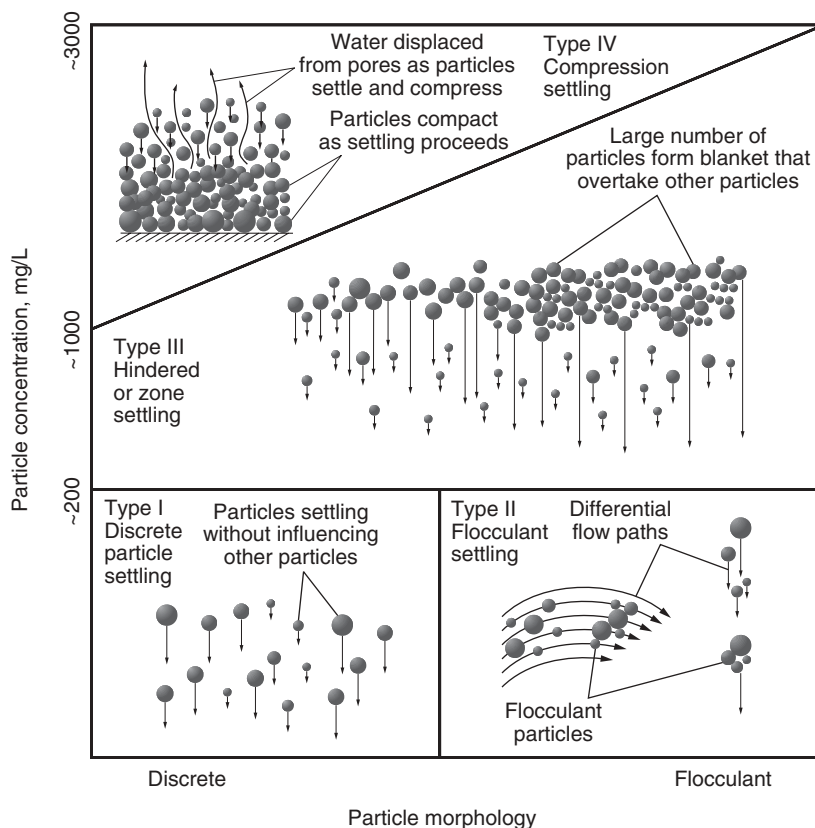 ~3000
Water displaced
from pores as particles
settle and compress
Particles compact
as settling proceeds
Type IV
Compression
settling
Large number of
particles form blanket that
overtake other particles
Particle concentration, mg/L
~1000
Type III
Hindered
or zone
settling
~200
Type I
Discrete
particle
settling
Particles settling
without influencing
other particles
Type II
Flocculant
settling
Differential
flow paths
Flocculant
particles
Discrete
Flocculant
Particle morphology